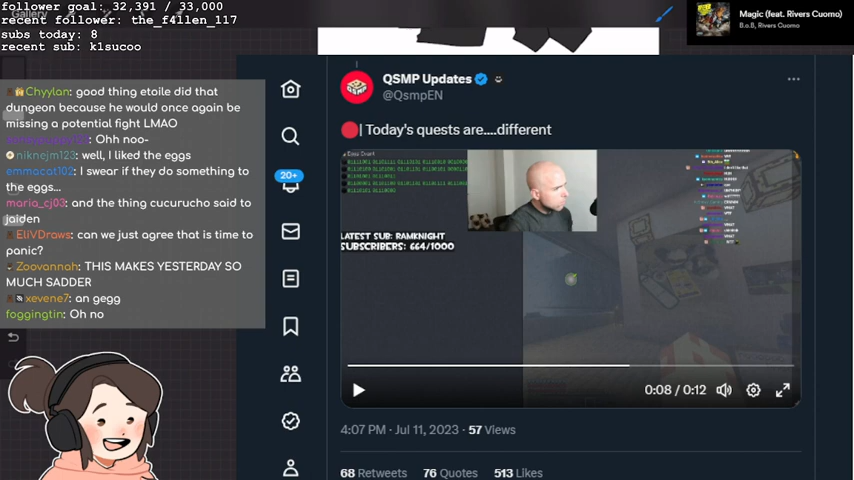 follower goal: 32,391 / 33,000
recent follower: the_f4llen_117
subs today: 8
recent sub: k1sucoo
Magic (feat. Rivers Cuomo)
B.o.B, Rivers Cuomo
Chyylan: good thing etoile did that
dungeon because he would once again be
missing a potential fight LMAO
Ohh noo-
niknejm123: well, I liked the eggs
emmacat102: I swear if they do something to
the eggs...
maria_cj03: and the thing cucurucho said to
jaiden
EliVDraws: can we just agree that is time to
panic?
Zoovannah: THIS MAKES YESTERDAY SO
MUCH SADDER
xevene7: an gegg
foggingtin: Oh no
20+
QSMP Updates
@QsmpEN
| Today's quests are....different
LATEST SUB: RAMKNIGHT
SUBSCRIBERS: 664/1000
0:08 / 0:12
4:07 PM · Jul 11, 2023 · 57 Views
68 Retweets 76 Quotes 513 Likes